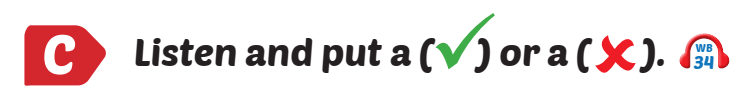 C Listen and put a (✓) or a (✗). WB 34